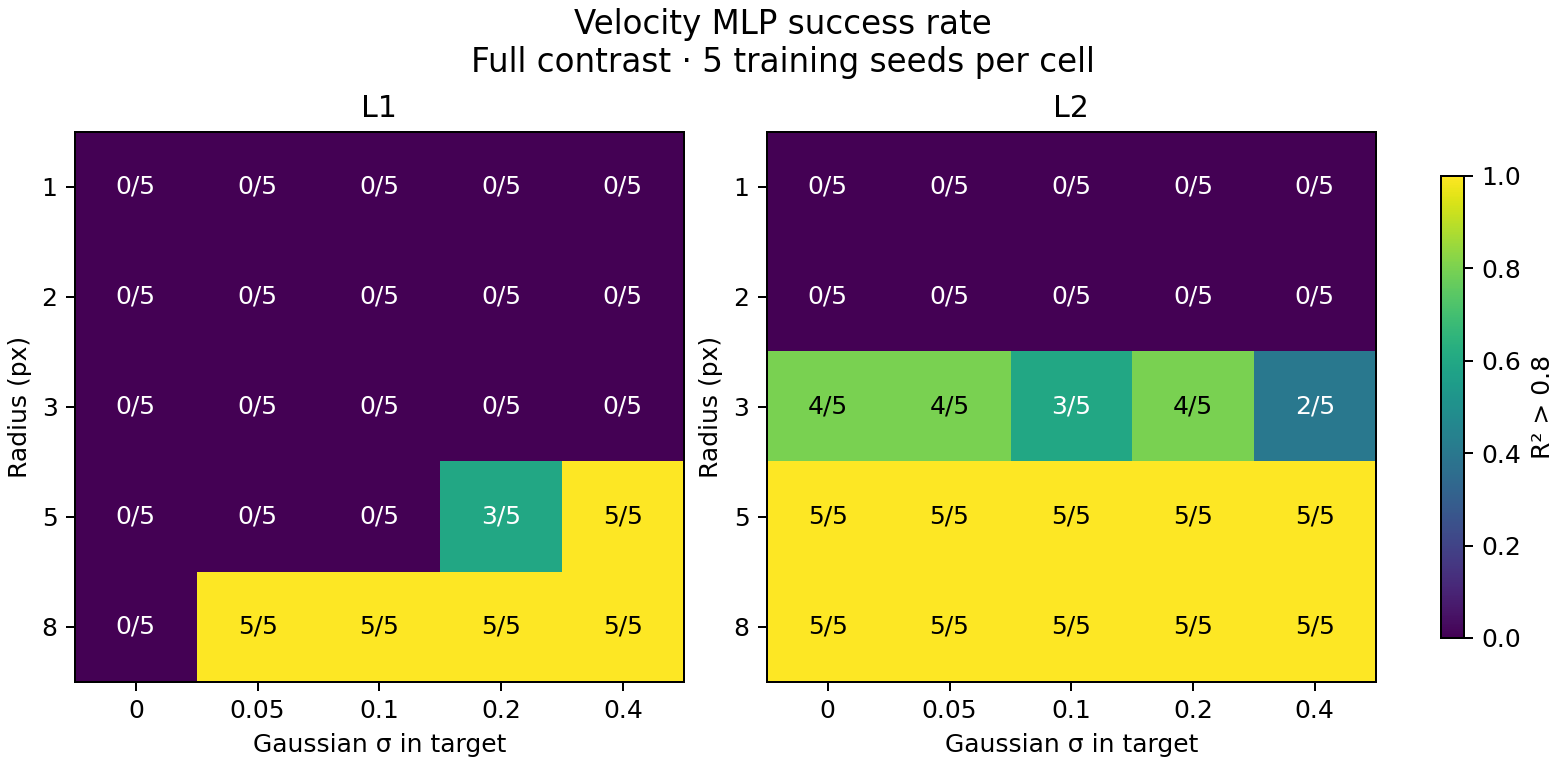 Velocity MLP success rate
Full contrast · 5 training seeds per cell
L1
Radius (px)
1
0/5 0/5 0/5 0/5 0/5
2
0/5 0/5 0/5 0/5 0/5
3
0/5 0/5 0/5 0/5 0/5
5
0/5 0/5 0/5 3/5 5/5
8
0/5 5/5 5/5 5/5 5/5
0 0.05 0.1 0.2 0.4
Gaussian σ in target
L2
Radius (px)
1
0/5 0/5 0/5 0/5 0/5
2
0/5 0/5 0/5 0/5 0/5
3
4/5 4/5 3/5 4/5 2/5
5
5/5 5/5 5/5 5/5 5/5
8
5/5 5/5 5/5 5/5 5/5
0 0.05 0.1 0.2 0.4
Gaussian σ in target
1.0
0.8
0.6
0.4
0.2
0.0
R² > 0.8